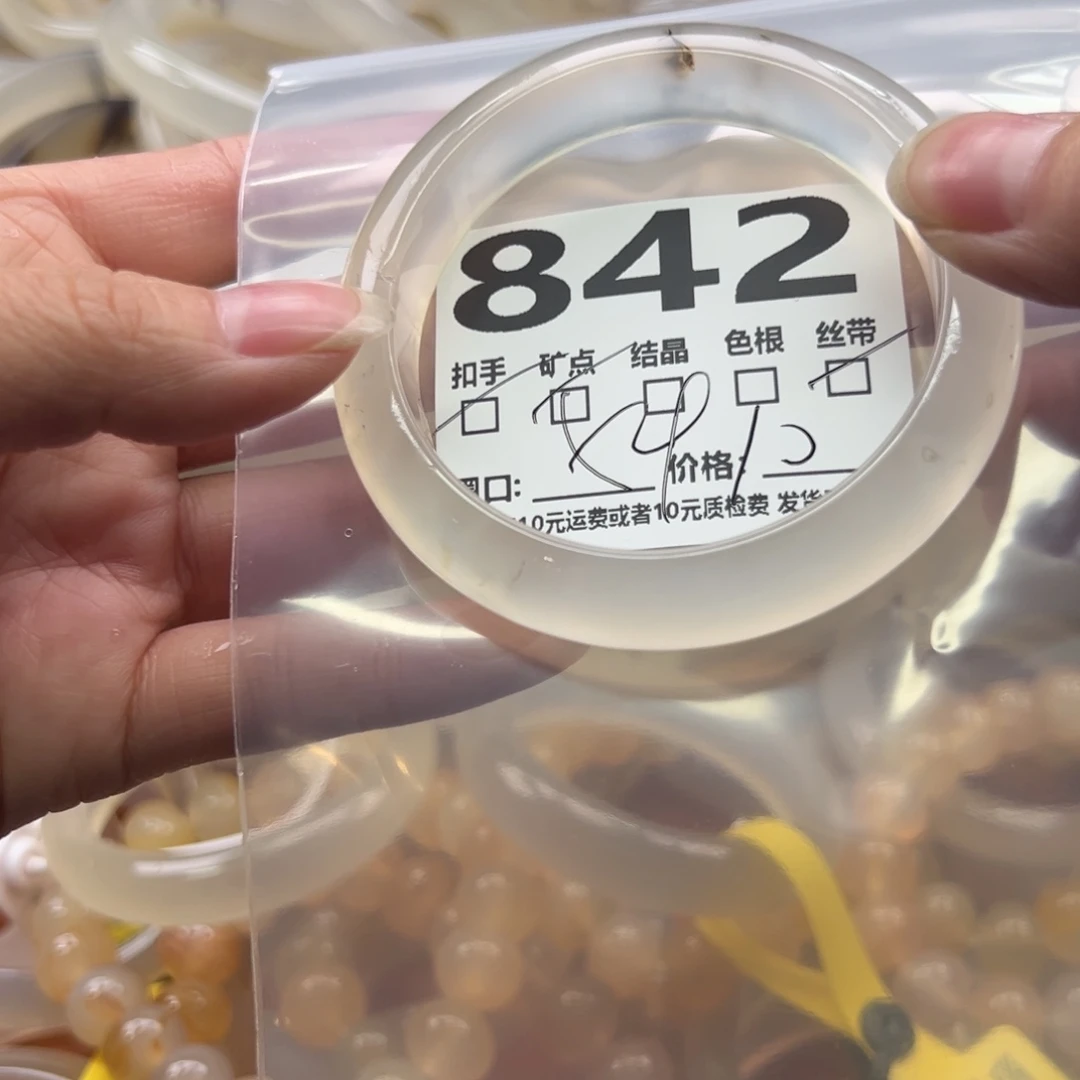 842
扣手 矿点 结晶 色根 丝带
口: 价格:
10元运费或者10元质检费 发货